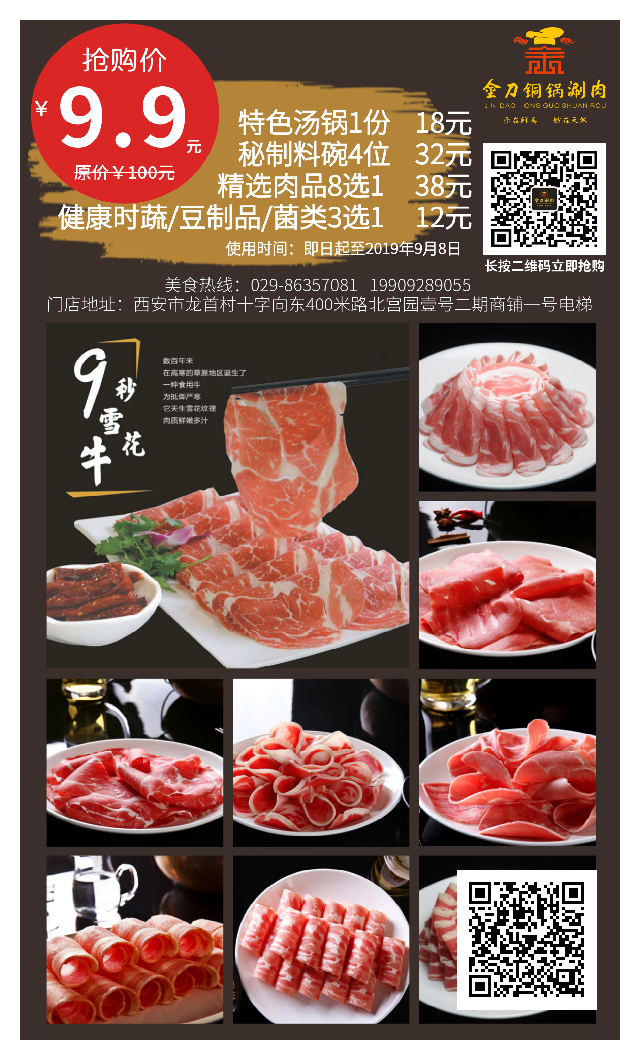 抢购价
¥9.9元
原价¥100元
特色汤锅1份 18元
秘制料碗4位 32元
精选肉品8选1 38元
健康时蔬/豆制品/菌类3选1 12元
使用时间：即日起至2019年9月8日
金刀铜锅涮肉
JIN DAO TONG GUO SHUAN ROU
乐在鲜美 妙在天然
长按二维码立即抢购
美食热线：029-86357081 19909289055
门店地址：西安市龙首村十字向东400米路北宫园壹号二期商铺一号电梯
9秒雪花牛
数百年来
在高寒的草原地区诞生了
一种食用牛
为抵御严寒
它天生雪花纹理
肉质鲜嫩多汁